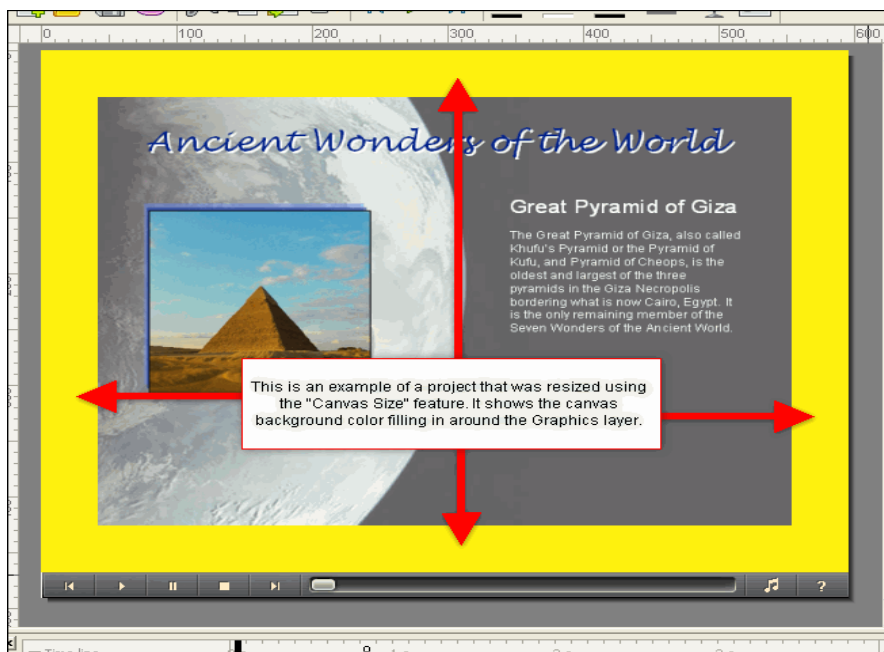 0 100 200 300 400 500 600
Ancient Wonders of the World
Great Pyramid of Giza
The Great Pyramid of Giza, also called
Khufu's Pyramid or the Pyramid of
Kufu, and Pyramid of Cheops, is the
oldest and largest of the three
pyramids in the Giza Necropolis
bordering what is now Cairo, Egypt. It
is the only remaining member of the
Seven Wonders of the Ancient World.
This is an example of a project that was resized using
the "Canvas Size" feature. It shows the canvas
background color filling in around the Graphics layer.
?